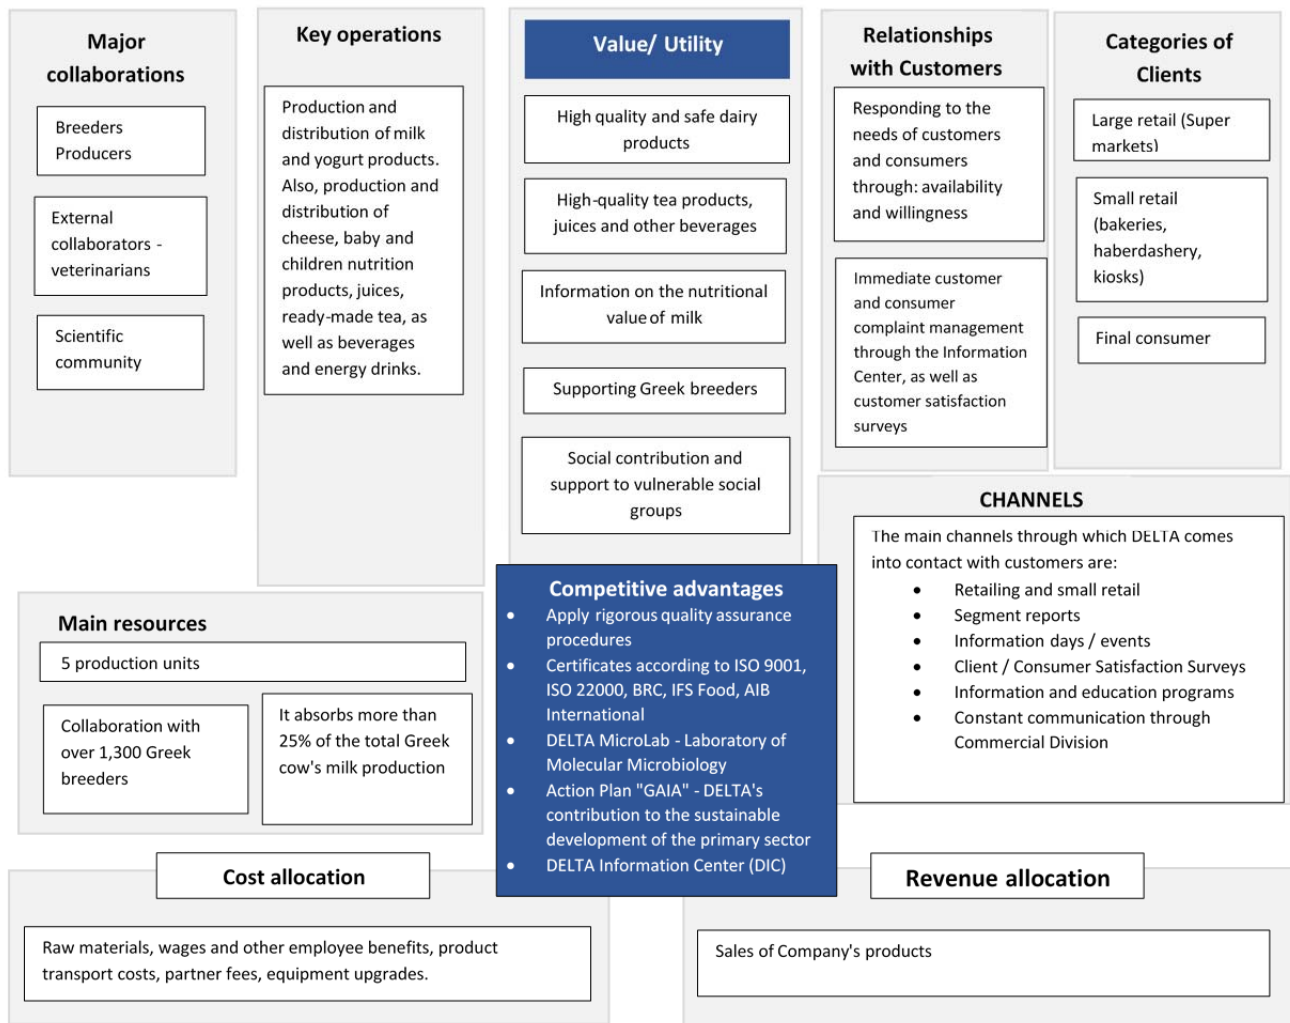 Major
collaborations
Breeders
Producers
External
collaborators -
veterinarians
Scientific
community
Key operations
Production and
distribution of milk
and yogurt products.
Also, production and
distribution of
cheese, baby and
children nutrition
products, juices,
ready-made tea, as
well as beverages
and energy drinks.
Value/ Utility
High quality and safe dairy
products
High-quality tea products,
juices and other beverages
Information on the nutritional
value of milk
Supporting Greek breeders
Social contribution and
support to vulnerable social
groups
Relationships
with Customers
Responding to the
needs of customers
and consumers
through: availability
and willingness
Immediate customer
and consumer
complaint management
through the Information
Center, as well as
customer satisfaction
surveys
Categories of
Clients
Large retail (Super
markets)
Small retail
(bakeries,
haberdashery,
kiosks)
Final consumer
CHANNELS
The main channels through which DELTA comes
into contact with customers are:
• Retailing and small retail
• Segment reports
• Information days / events
• Client / Consumer Satisfaction Surveys
• Information and education programs
• Constant communication through
Commercial Division
Main resources
5 production units
Collaboration with
over 1,300 Greek
breeders
It absorbs more than
25% of the total Greek
cow's milk production
Competitive advantages
• Apply rigorous quality assurance
procedures
• Certificates according to ISO 9001,
ISO 22000, BRC, IFS Food, AIB
International
• DELTA MicroLab - Laboratory of
Molecular Microbiology
• Action Plan "GAIA" - DELTA's
contribution to the sustainable
development of the primary sector
• DELTA Information Center (DIC)
Cost allocation
Raw materials, wages and other employee benefits, product
transport costs, partner fees, equipment upgrades.
Revenue allocation
Sales of Company's products